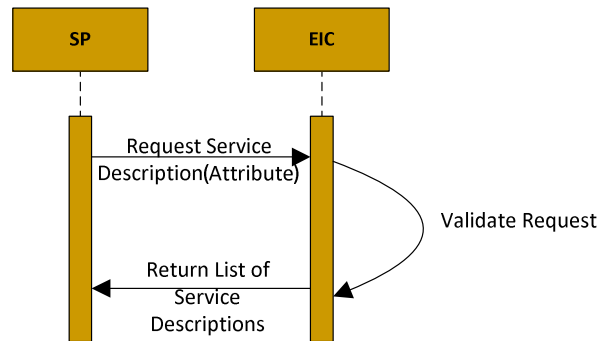 SP
EIC
Request Service
Description(Attribute)
Validate Request
Return List of
Service
Descriptions